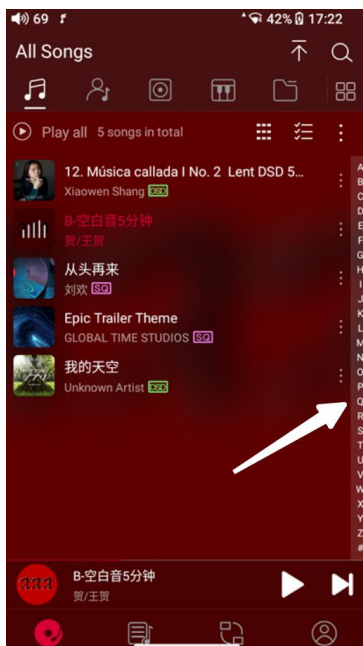 69 42% 17:22
All Songs
Play all 5 songs in total
12. Música callada I No. 2 Lent DSD 5...
Xiaowen Shang DSD
B-空白音5分钟
贺/王贺
从头再来
刘欢 SQ
Epic Trailer Theme
GLOBAL TIME STUDIOS SQ
我的天空
Unknown Artist DSD
A
B
C
D
E
F
G
H
I
J
K
L
M
N
O
P
Q
R
S
T
U
V
W
X
Y
Z
#
B-空白音5分钟
贺/王贺